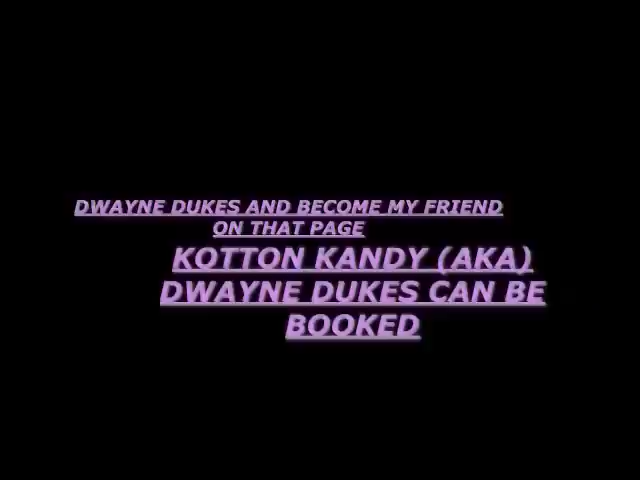 DWAYNE DUKES AND BECOME MY FRIEND
ON THAT PAGE
KOTTON KANDY (AKA)
DWAYNE DUKES CAN BE
BOOKED